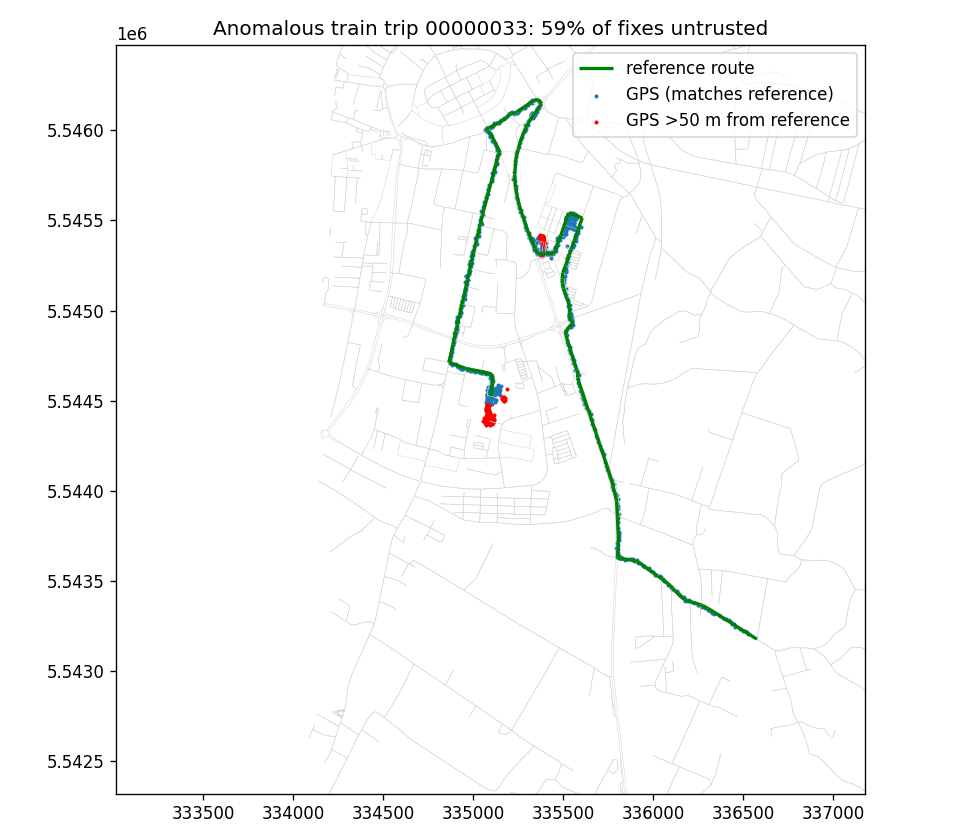 Anomalous train trip 00000033: 59% of fixes untrusted
1e6
reference route
GPS (matches reference)
GPS >50 m from reference
5.5460
5.5455
5.5450
5.5445
5.5440
5.5435
5.5430
5.5425
333500 334000 334500 335000 335500 336000 336500 337000